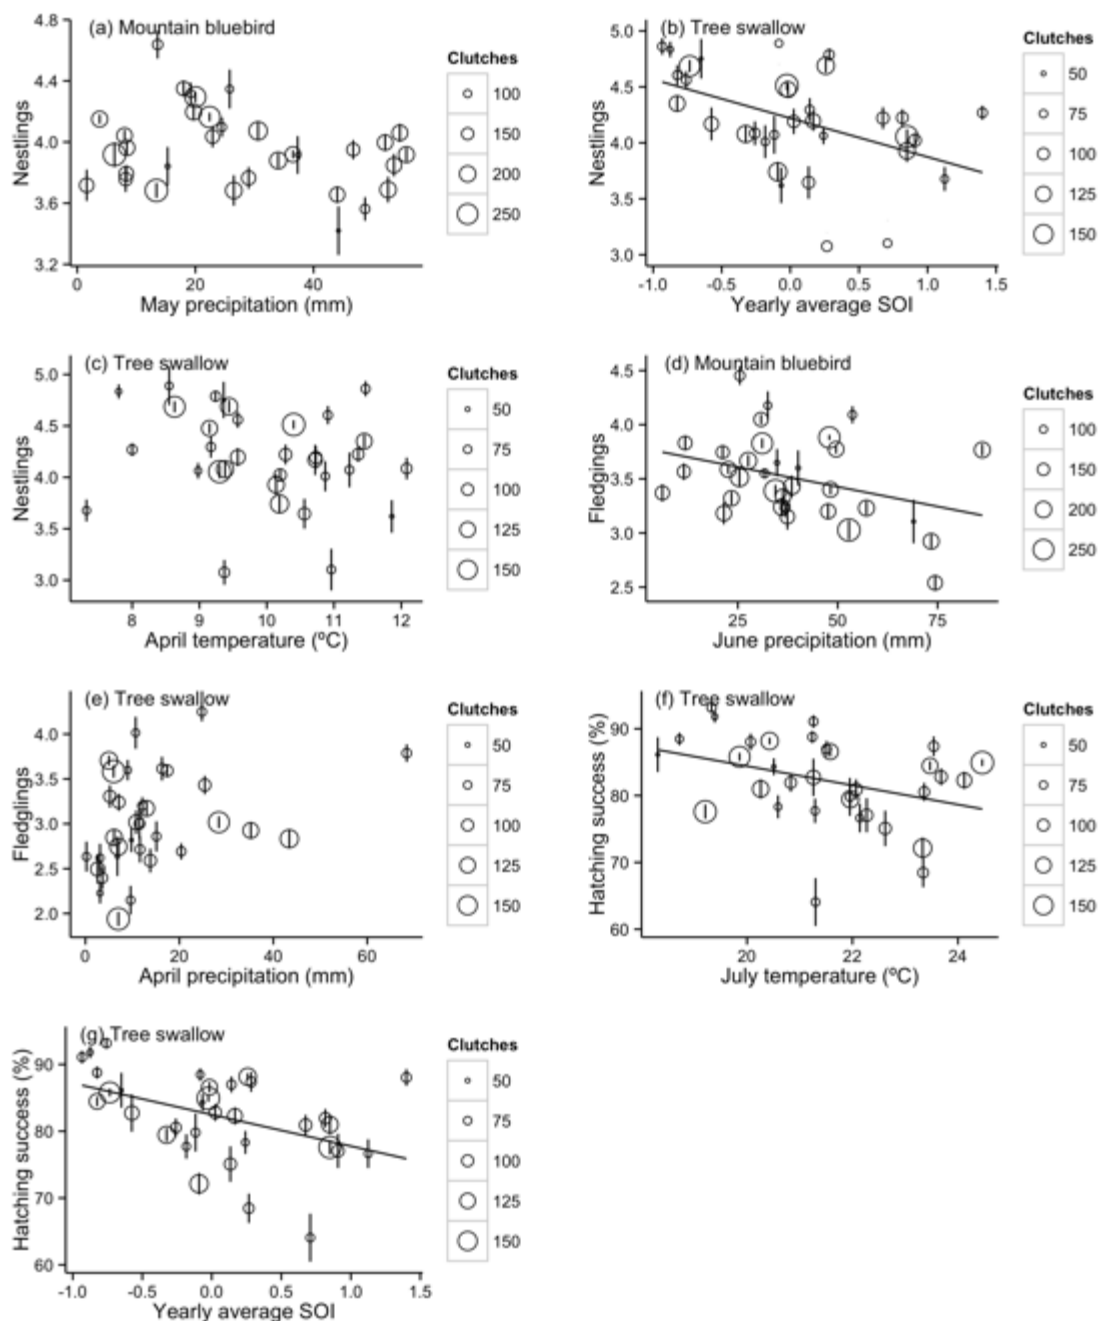 (a) Mountain bluebird
Nestlings
4.8
4.4
4.0
3.6
3.2
0 20 40
May precipitation (mm)
Clutches
100
150
200
250
(b) Tree swallow
Nestlings
5.0
4.5
4.0
3.5
3.0
-1.0 -0.5 0.0 0.5 1.0 1.5
Yearly average SOI
Clutches
50
75
100
125
150
(c) Tree swallow
Nestlings
5.0
4.5
4.0
3.5
3.0
8 9 10 11 12
April temperature (ºC)
Clutches
50
75
100
125
150
(d) Mountain bluebird
Fledgings
4.5
4.0
3.5
3.0
2.5
25 50 75
June precipitation (mm)
Clutches
100
150
200
250
(e) Tree swallow
Fledglings
4.0
3.5
3.0
2.5
2.0
0 20 40 60
April precipitation (mm)
Clutches
50
75
100
125
150
(f) Tree swallow
Hatching success (%)
90
80
70
60
20 22 24
July temperature (ºC)
Clutches
50
75
100
125
150
(g) Tree swallow
Hatching success (%)
90
80
70
60
-1.0 -0.5 0.0 0.5 1.0 1.5
Yearly average SOI
Clutches
50
75
100
125
150